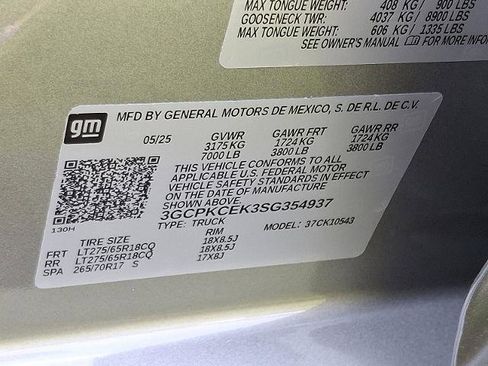 MAX TONGUE WEIGHT: 408 KG / 900 LBS
GOOSENECK TWR: 4037 KG / 8900 LBS
MAX TONGUE WEIGHT: 606 KG / 1335 LBS
SEE OWNER'S MANUAL FOR MORE INFOR
gm
MFD BY GENERAL MOTORS DE MEXICO, S. DE R.L. DE C.V.
05/25 GVWR GAWR FRT GAWR RR
3175 KG 1724 KG 1724 KG
7000 LB 3800 LB 3800 LB
THIS VEHICLE CONFORMS TO ALL
APPLICABLE U.S. FEDERAL MOTOR
VEHICLE SAFETY STANDARDS IN EFFECT
ON THE DATE OF MANUFACTURE
3GCPKCEK3SG354937
TYPE: TRUCK MODEL: 37CK10543
130H
TIRE SIZE RIM
FRT LT275/65R18CQ 18X8.5J
RR LT275/65R18CQ 18X8.5J
SPA 265/70R17 S 17X8J